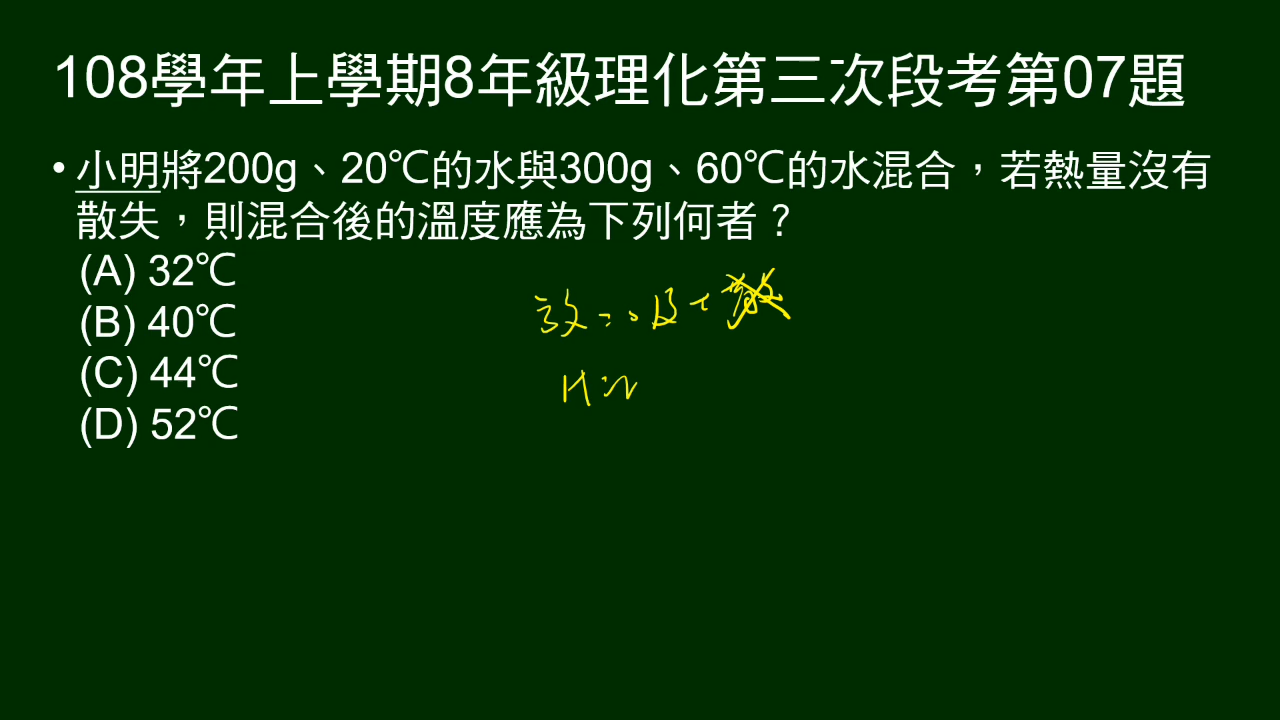 108學年上學期8年級理化第三次段考第07題
• 小明將200g、20℃的水與300g、60℃的水混合，若熱量沒有
散失，則混合後的溫度應為下列何者？
(A) 32℃
(B) 40℃
(C) 44℃
(D) 52℃